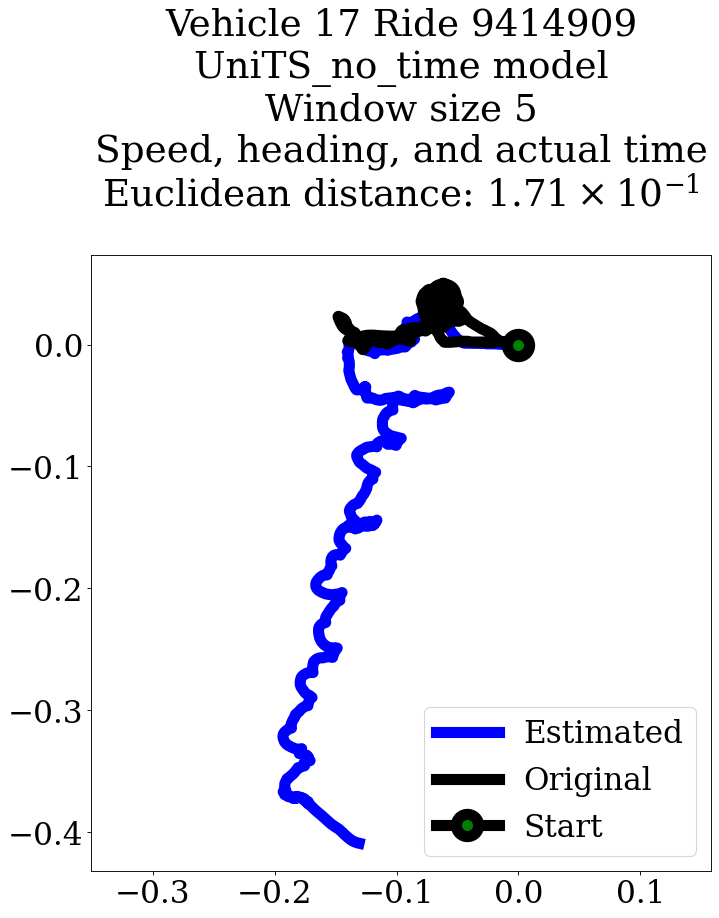 Vehicle 17 Ride 9414909
UniTS_no_time model
Window size 5
Speed, heading, and actual time
Euclidean distance: 1.71 × 10⁻¹
0.0
−0.1
−0.2
−0.3
−0.4
Estimated
Original
Start
−0.3 −0.2 −0.1 0.0 0.1